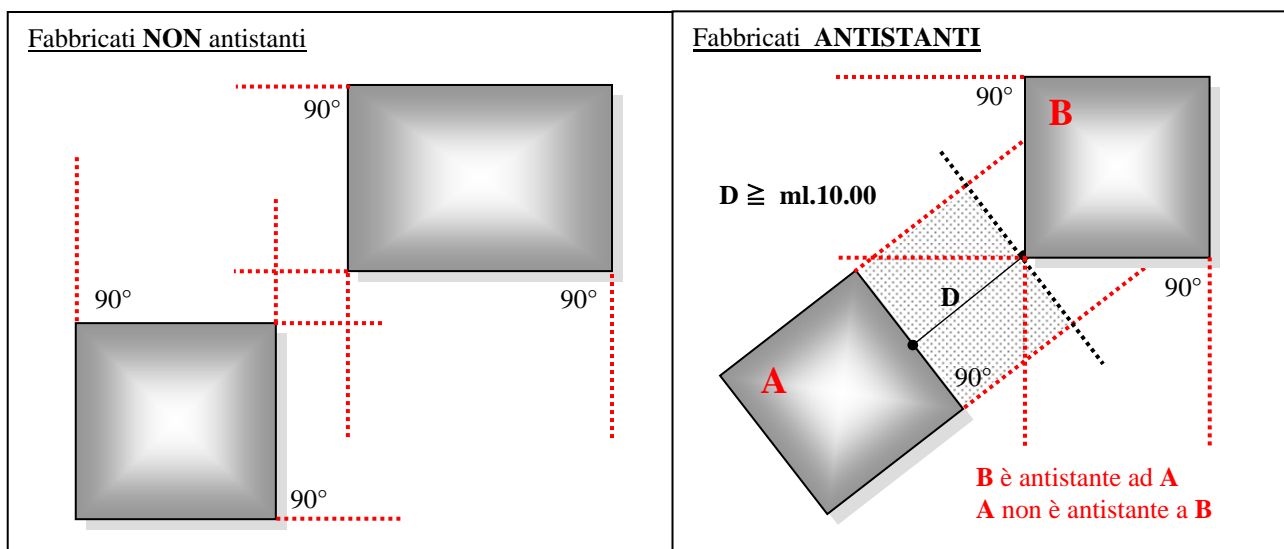 Fabbricati NON antistanti
90°
90°
90°
90°
Fabbricati ANTISTANTI
90°
B
D ≧ ml.10.00
90°
D
A
90°
B è antistante ad A
A non è antistante a B